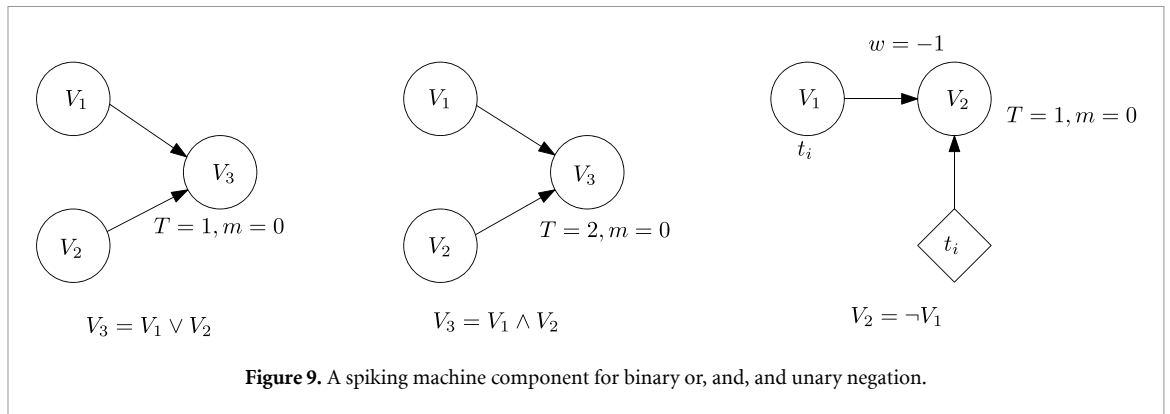 V₁
V₂
V₃
T = 1, m = 0
V₃ = V₁ ∨ V₂
V₁
V₂
V₃
T = 2, m = 0
V₃ = V₁ ∧ V₂
w = −1
V₁
tᵢ
V₂
T = 1, m = 0
tᵢ
V₂ = ¬V₁
Figure 9. A spiking machine component for binary or, and, and unary negation.